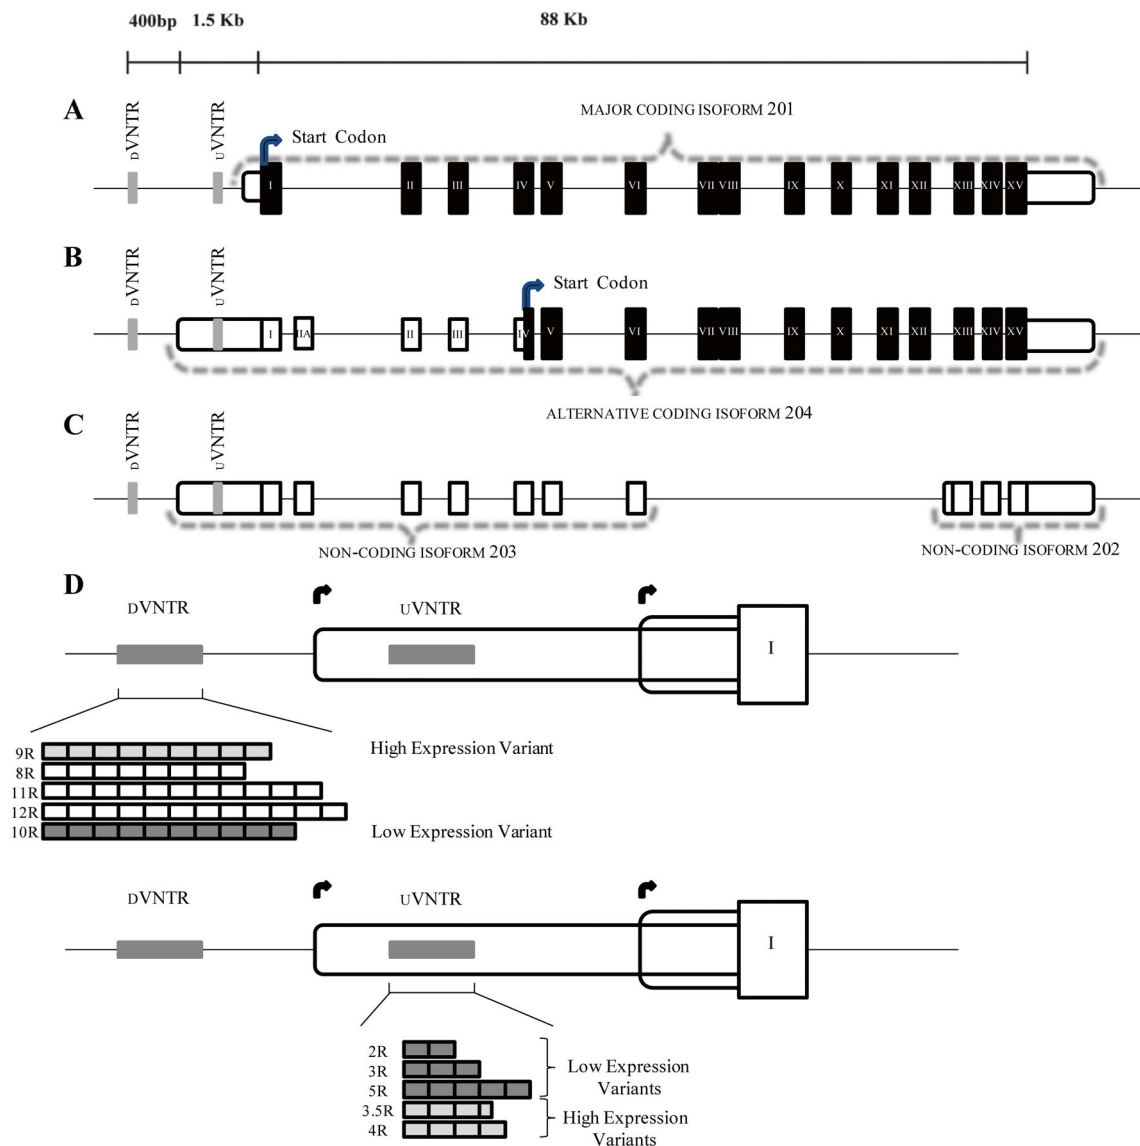 400bp 1.5 Kb 88 Kb
A
DVNTR
UVNTR
Start Codon
MAJOR CODING ISOFORM 201
I II III IV V VI VII VIII IX X XI XII XIII XIV XV
B
DVNTR
UVNTR
Start Codon
I IIA II III IV V VI VII VIII IX X XI XII XIII XIV XV
ALTERNATIVE CODING ISOFORM 204
C
DVNTR
UVNTR
NON-CODING ISOFORM 203
NON-CODING ISOFORM 202
D
DVNTR UVNTR
I
9R High Expression Variant
8R
11R
12R
10R Low Expression Variant
DVNTR UVNTR
I
2R
3R
5R
Low Expression
Variants
3.5R
4R
High Expression
Variants